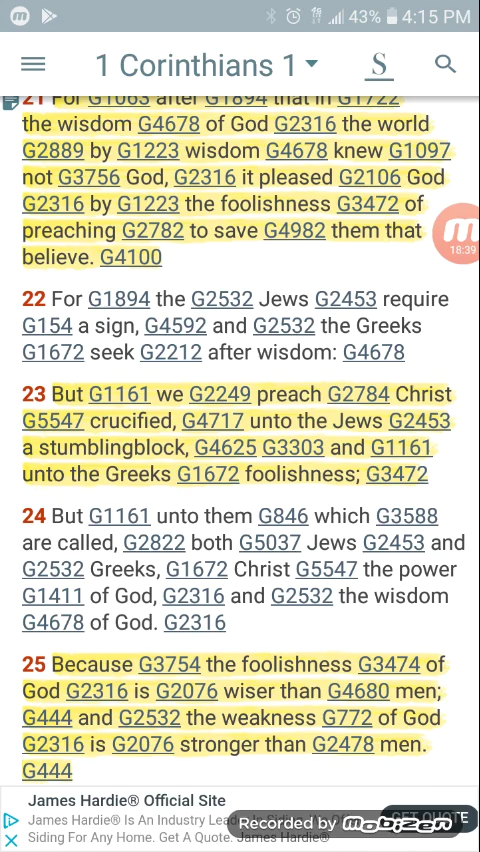 43% 4:15 PM
1 Corinthians 1 S
21 For G1063 after G1894 that in G1722
the wisdom G4678 of God G2316 the world
G2889 by G1223 wisdom G4678 knew G1097
not G3756 God, G2316 it pleased G2106 God
G2316 by G1223 the foolishness G3472 of
preaching G2782 to save G4982 them that
believe. G4100
18:39
22 For G1894 the G2532 Jews G2453 require
G154 a sign, G4592 and G2532 the Greeks
G1672 seek G2212 after wisdom: G4678
23 But G1161 we G2249 preach G2784 Christ
G5547 crucified, G4717 unto the Jews G2453
a stumblingblock, G4625 G3303 and G1161
unto the Greeks G1672 foolishness; G3472
24 But G1161 unto them G846 which G3588
are called, G2822 both G5037 Jews G2453 and
G2532 Greeks, G1672 Christ G5547 the power
G1411 of God, G2316 and G2532 the wisdom
G4678 of God. G2316
25 Because G3754 the foolishness G3474 of
God G2316 is G2076 wiser than G4680 men;
G444 and G2532 the weakness G772 of God
G2316 is G2076 stronger than G2478 men.
G444
James Hardie® Official Site
James Hardie® Is An Industry
Siding For Any Home. Get A Quote. James Hardie®
GET QUOTE
Recorded by mobizen